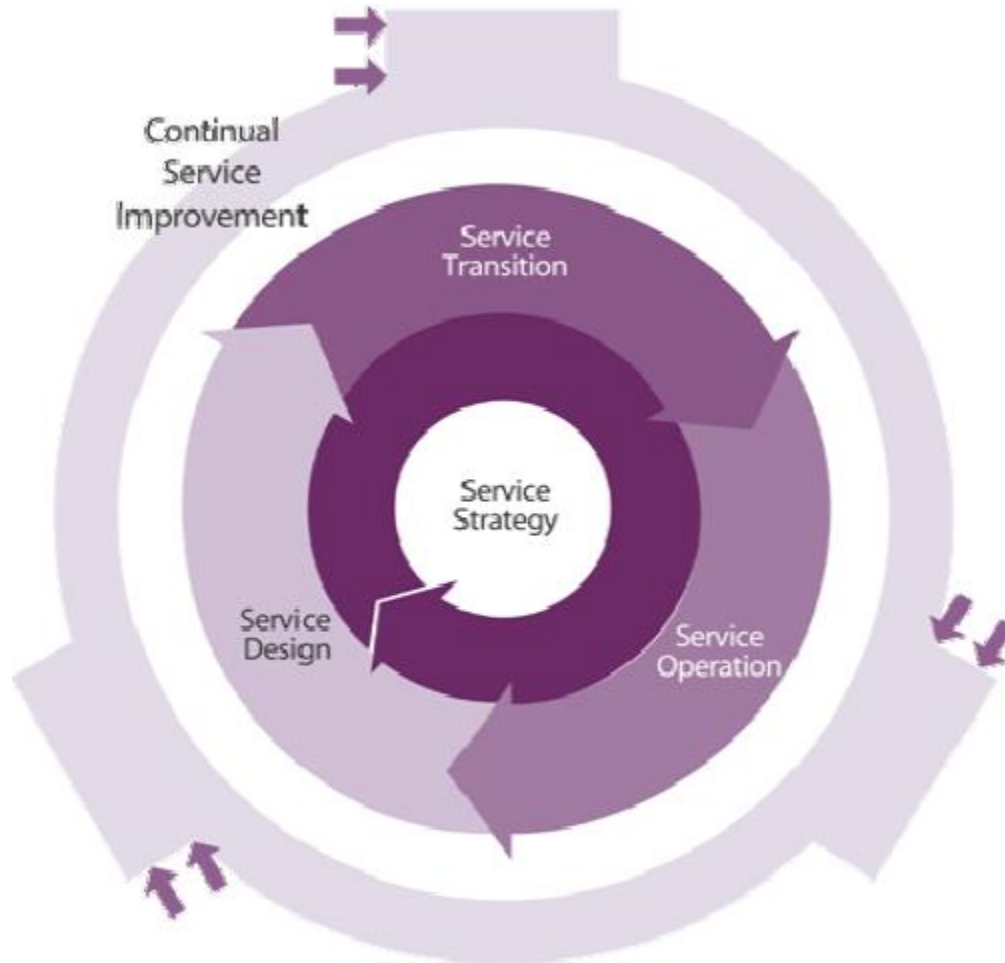 Continual
Service
Improvement
Service
Transition
Service
Strategy
Service
Design
Service
Operation